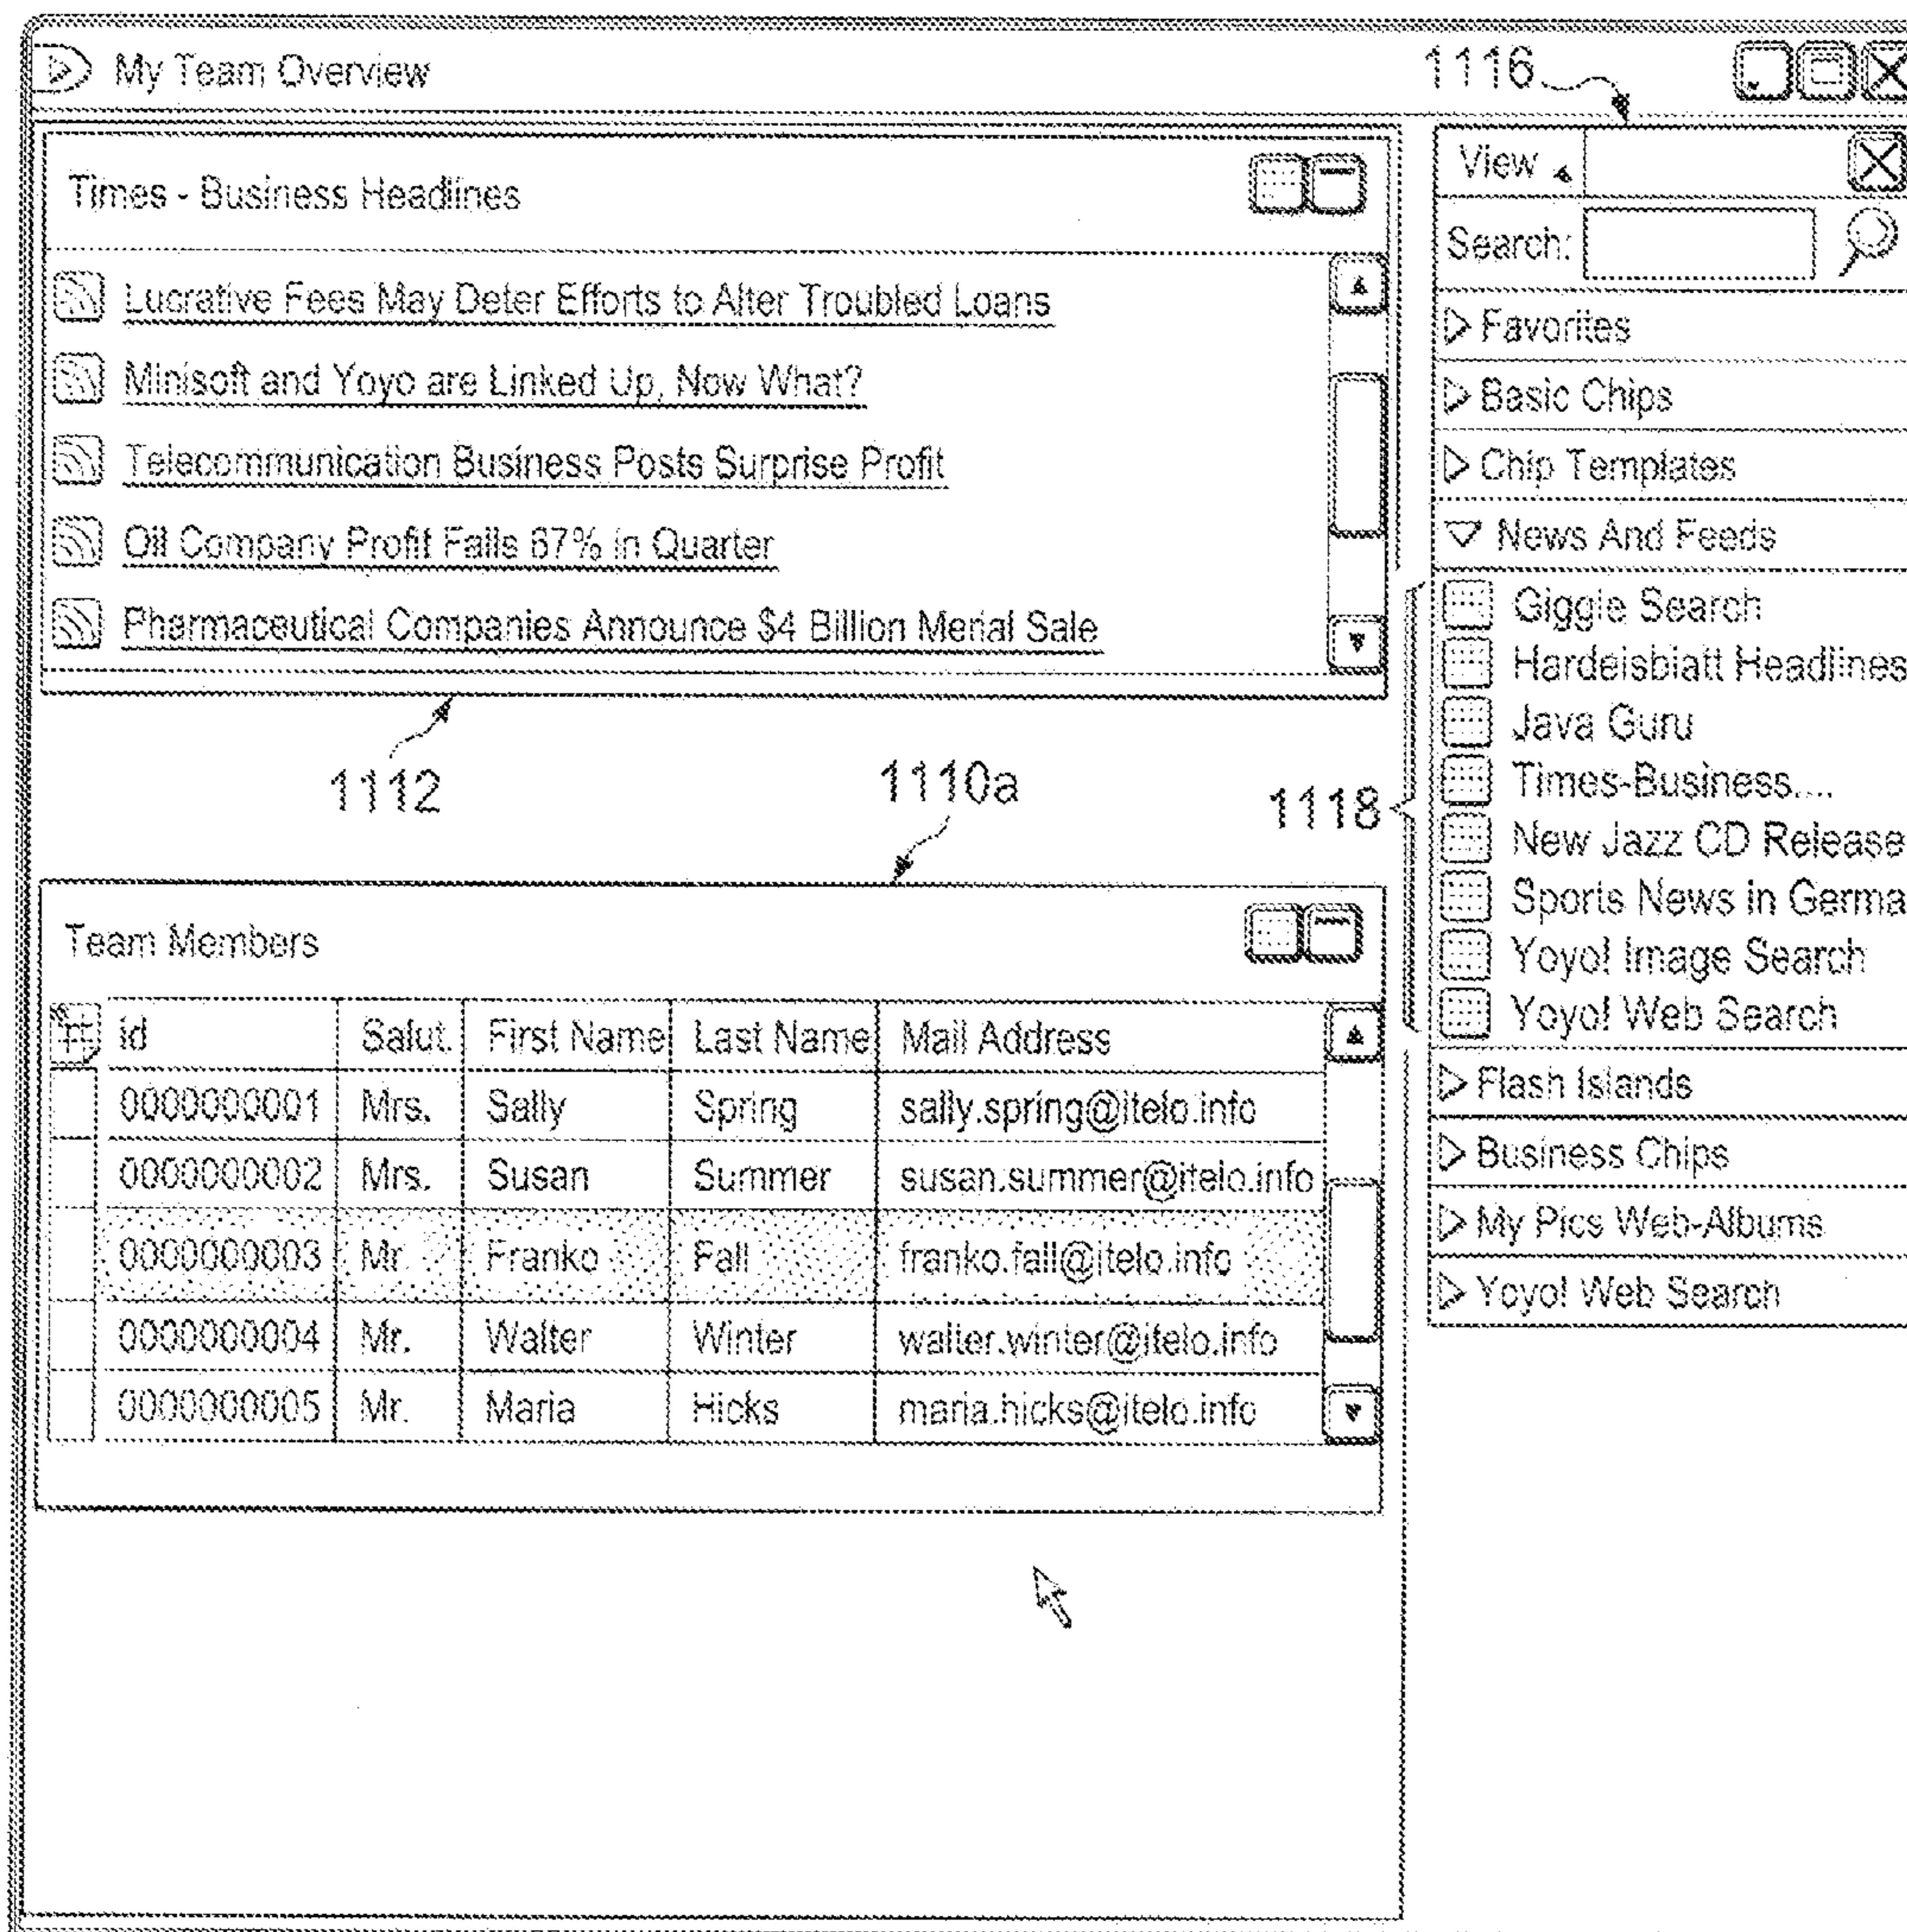 My Team Overview
1116
Times - Business Headlines
Lucrative Fees May Deter Efforts to Alter Troubled Loans
Minisoft and Yoyo are Linked Up, Now What?
Telecommunication Business Posts Surprise Profit
Oil Company Profit Falls 67% in Quarter
Pharmaceutical Companies Announce $4 Billion Merial Sale
1112
1110a
1118
Team Members
id Salut. First Name Last Name Mail Address
0000000001 Mrs. Sally Spring sally.spring@itelo.info
0000000002 Mrs. Susan Summer susan.summer@itelo.info
0000000003 Mr. Franko Fall franko.fall@itelo.info
0000000004 Mr. Walter Winter walter.winter@itelo.info
0000000005 Mr. Maria Hicks maria.hicks@itelo.info
View
Search:
Favorites
Basic Chips
Chip Templates
News And Feeds
Giggle Search
Hardelsblatt Headlines
Java Guru
Times-Business....
New Jazz CD Release
Sports News in Germa
Yoyo! Image Search
Yoyo! Web Search
Flash Islands
Business Chips
My Pics Web-Albums
Yoyo! Web Search